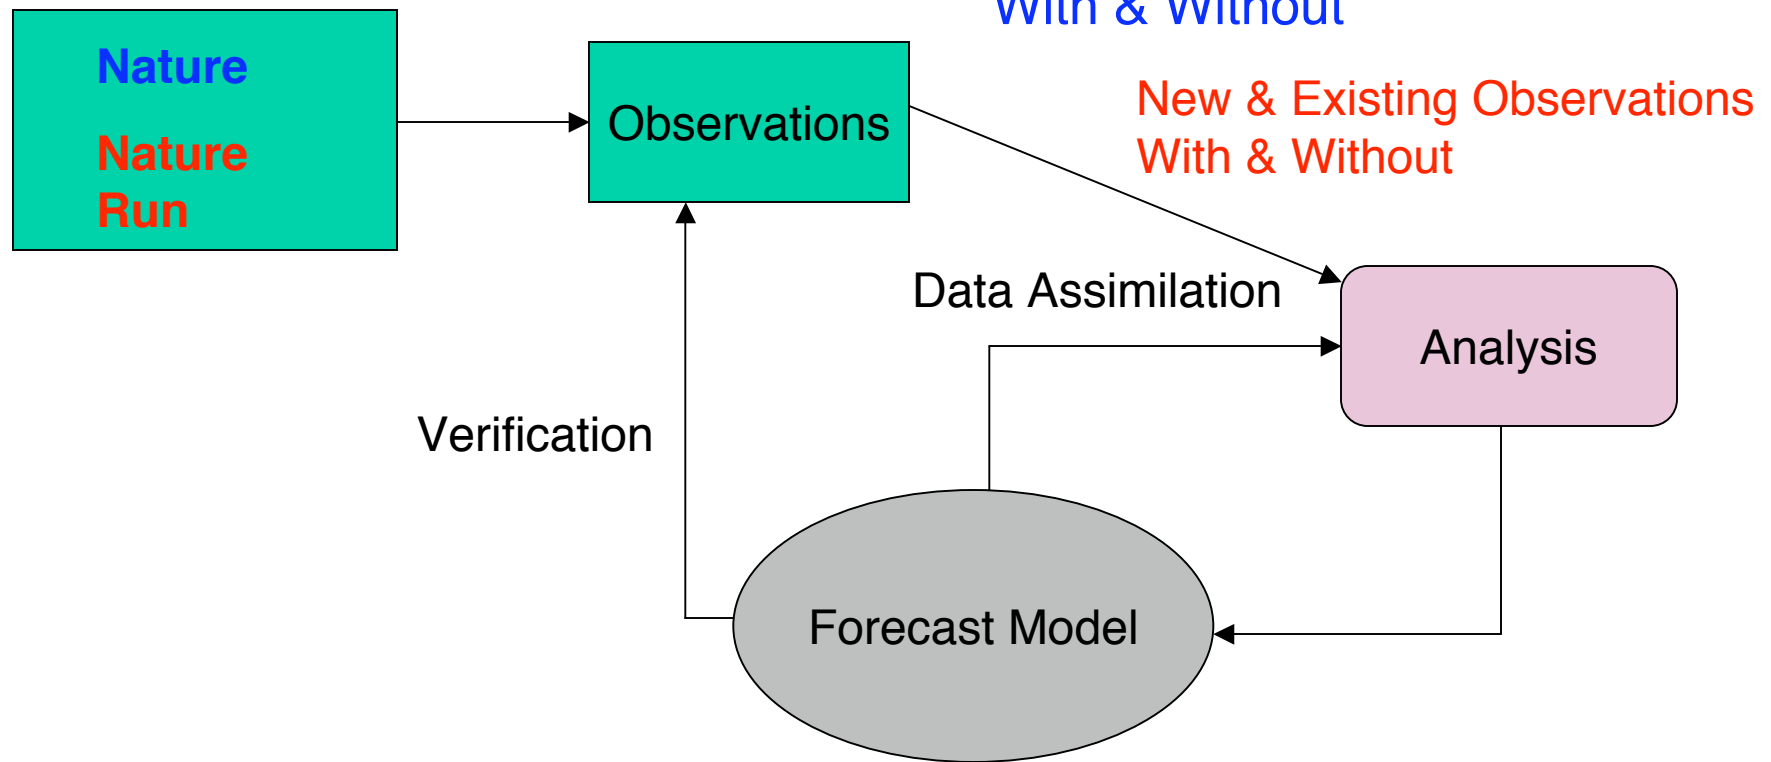 With & Without
Nature
Nature
Run
Observations
New & Existing Observations
With & Without
Data Assimilation
Analysis
Verification
Forecast Model